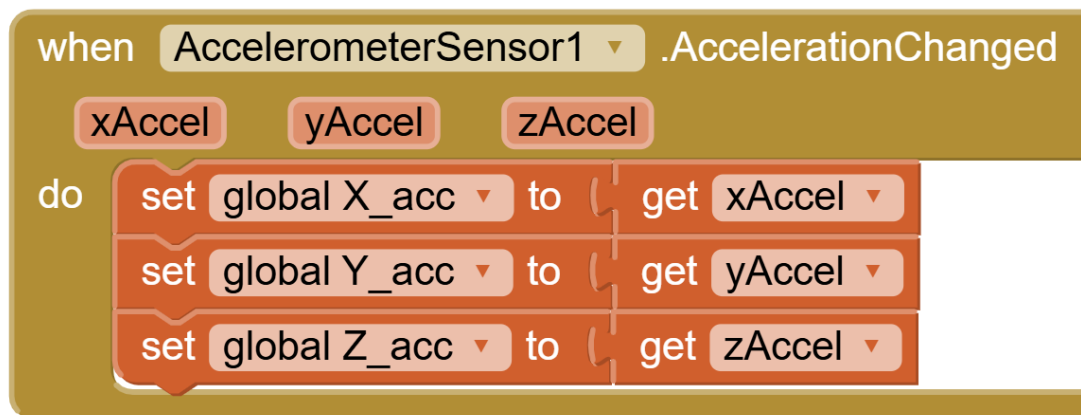 when AccelerometerSensor1 .AccelerationChanged
xAccel yAccel zAccel
do set global X_acc to get xAccel
set global Y_acc to get yAccel
set global Z_acc to get zAccel